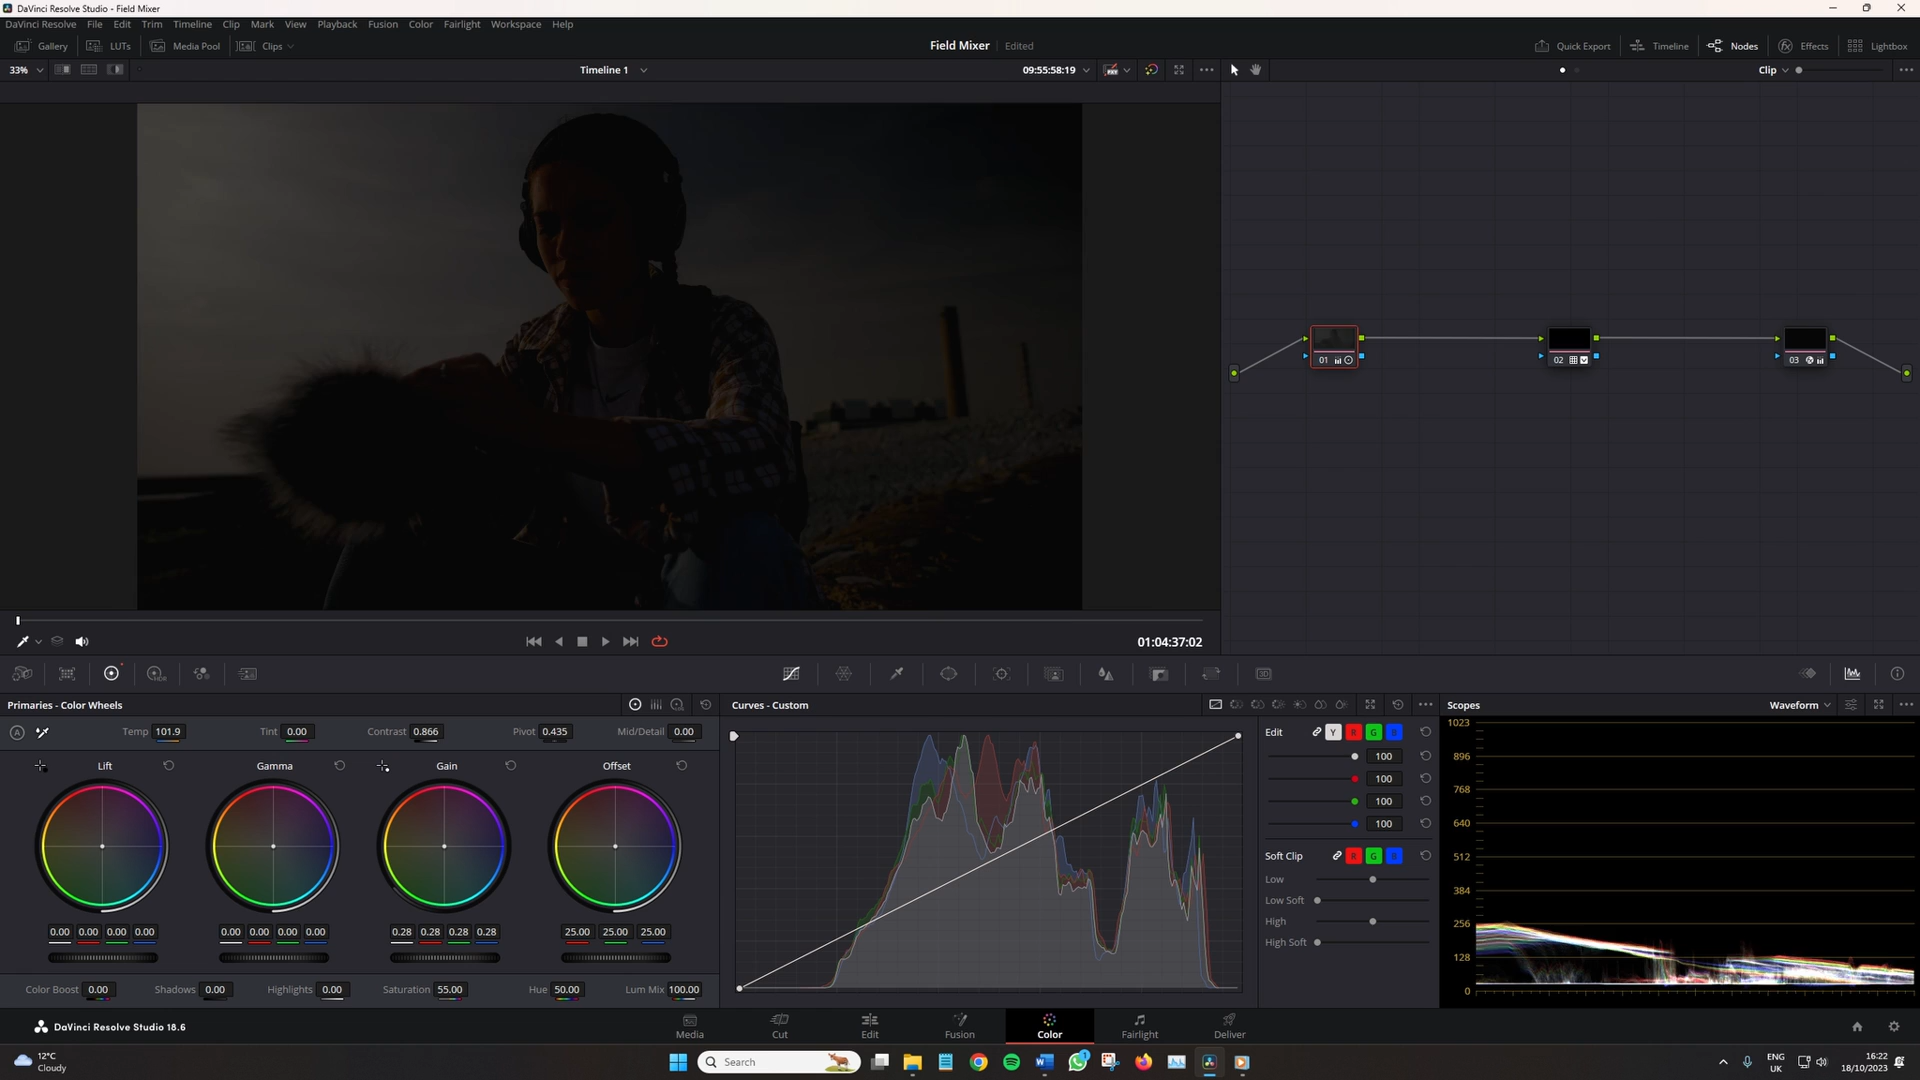 DaVinci Resolve Studio - Field Mixer
DaVinci Resolve File Edit Trim Timeline Clip Mark View Playback Fusion Color Fairlight Workspace Help
Gallery LUTs Media Pool Clips Field Mixer Edited Quick Export Timeline Nodes Effects Lightbox
33% Timeline 1 09:55:58:19 Clip
01 02 03
01:04:37:02
Primaries - Color Wheels Curves - Custom Scopes Waveform
Temp 101.9 Tint 0.00 Contrast 0.866 Pivot 0.435 Mid/Detail 0.00
Lift Gamma Gain Offset
0.00 0.00 0.00 0.00 0.00 0.00 0.00 0.00 0.28 0.28 0.28 0.28 25.00 25.00 25.00
Color Boost 0.00 Shadows 0.00 Highlights 0.00 Saturation 55.00 Hue 50.00 Lum Mix 100.00
Edit Y R G B
100
100
100
100
Soft Clip R G B
Low
Low Soft
High
High Soft
1023
896
768
640
512
384
256
128
0
DaVinci Resolve Studio 18.6 Media Cut Edit Fusion Color Fairlight Deliver
12°C
Cloudy
Search
1
ENG
UK
16:22
18/10/2023